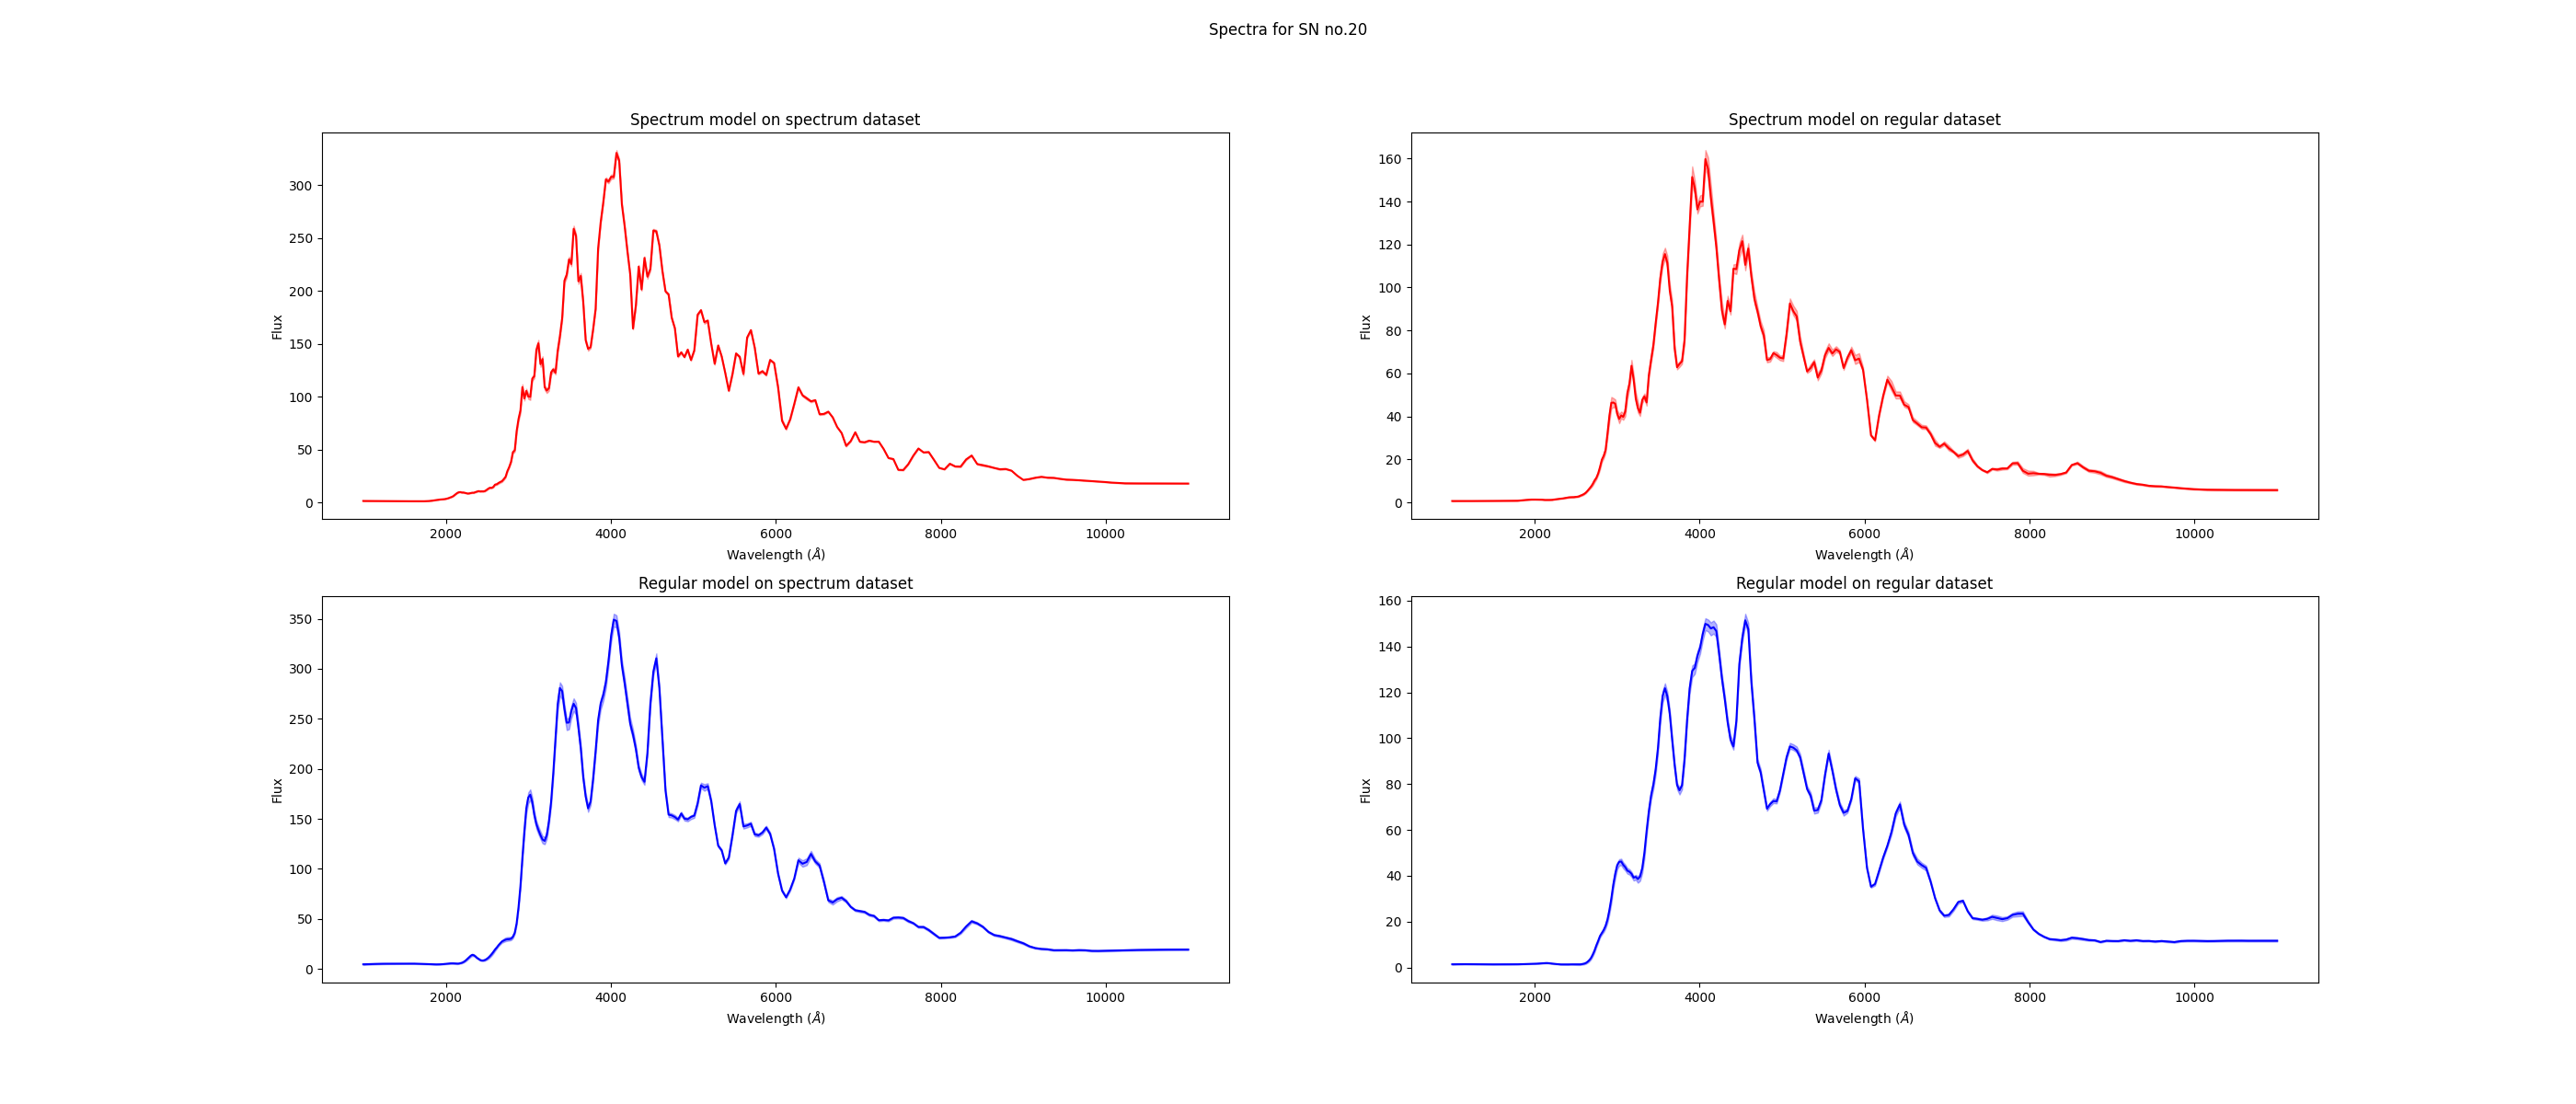 Spectra for SN no.20
Spectrum model on spectrum dataset
300
250
200
150
100
50
0
Flux
2000 4000 6000 8000 10000
Wavelength (Å)
Spectrum model on regular dataset
160
140
120
100
80
60
40
20
0
Flux
2000 4000 6000 8000 10000
Wavelength (Å)
Regular model on spectrum dataset
350
300
250
200
150
100
50
0
Flux
2000 4000 6000 8000 10000
Wavelength (Å)
Regular model on regular dataset
160
140
120
100
80
60
40
20
0
Flux
2000 4000 6000 8000 10000
Wavelength (Å)